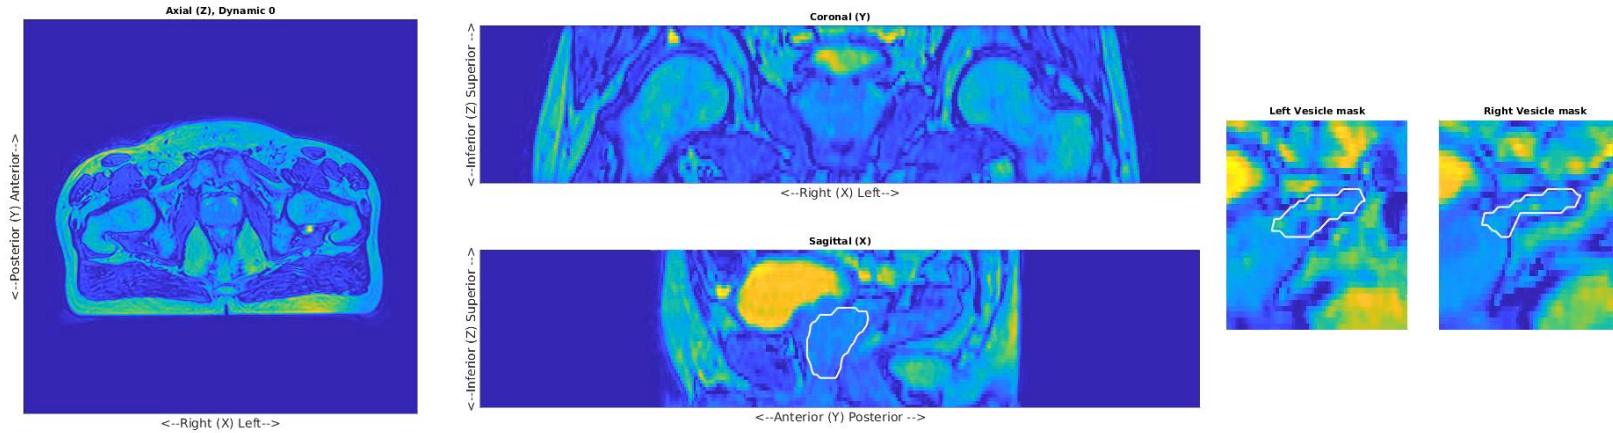 Axial (Z), Dynamic 0
<--Posterior (Y) Anterior-->
<--Right (X) Left-->
Coronal (Y)
<--Inferior (Z) Superior -->
<--Right (X) Left-->
Sagittal (X)
<--Inferior (Z) Superior -->
<--Anterior (Y) Posterior -->
Left Vesicle mask
Right Vesicle mask